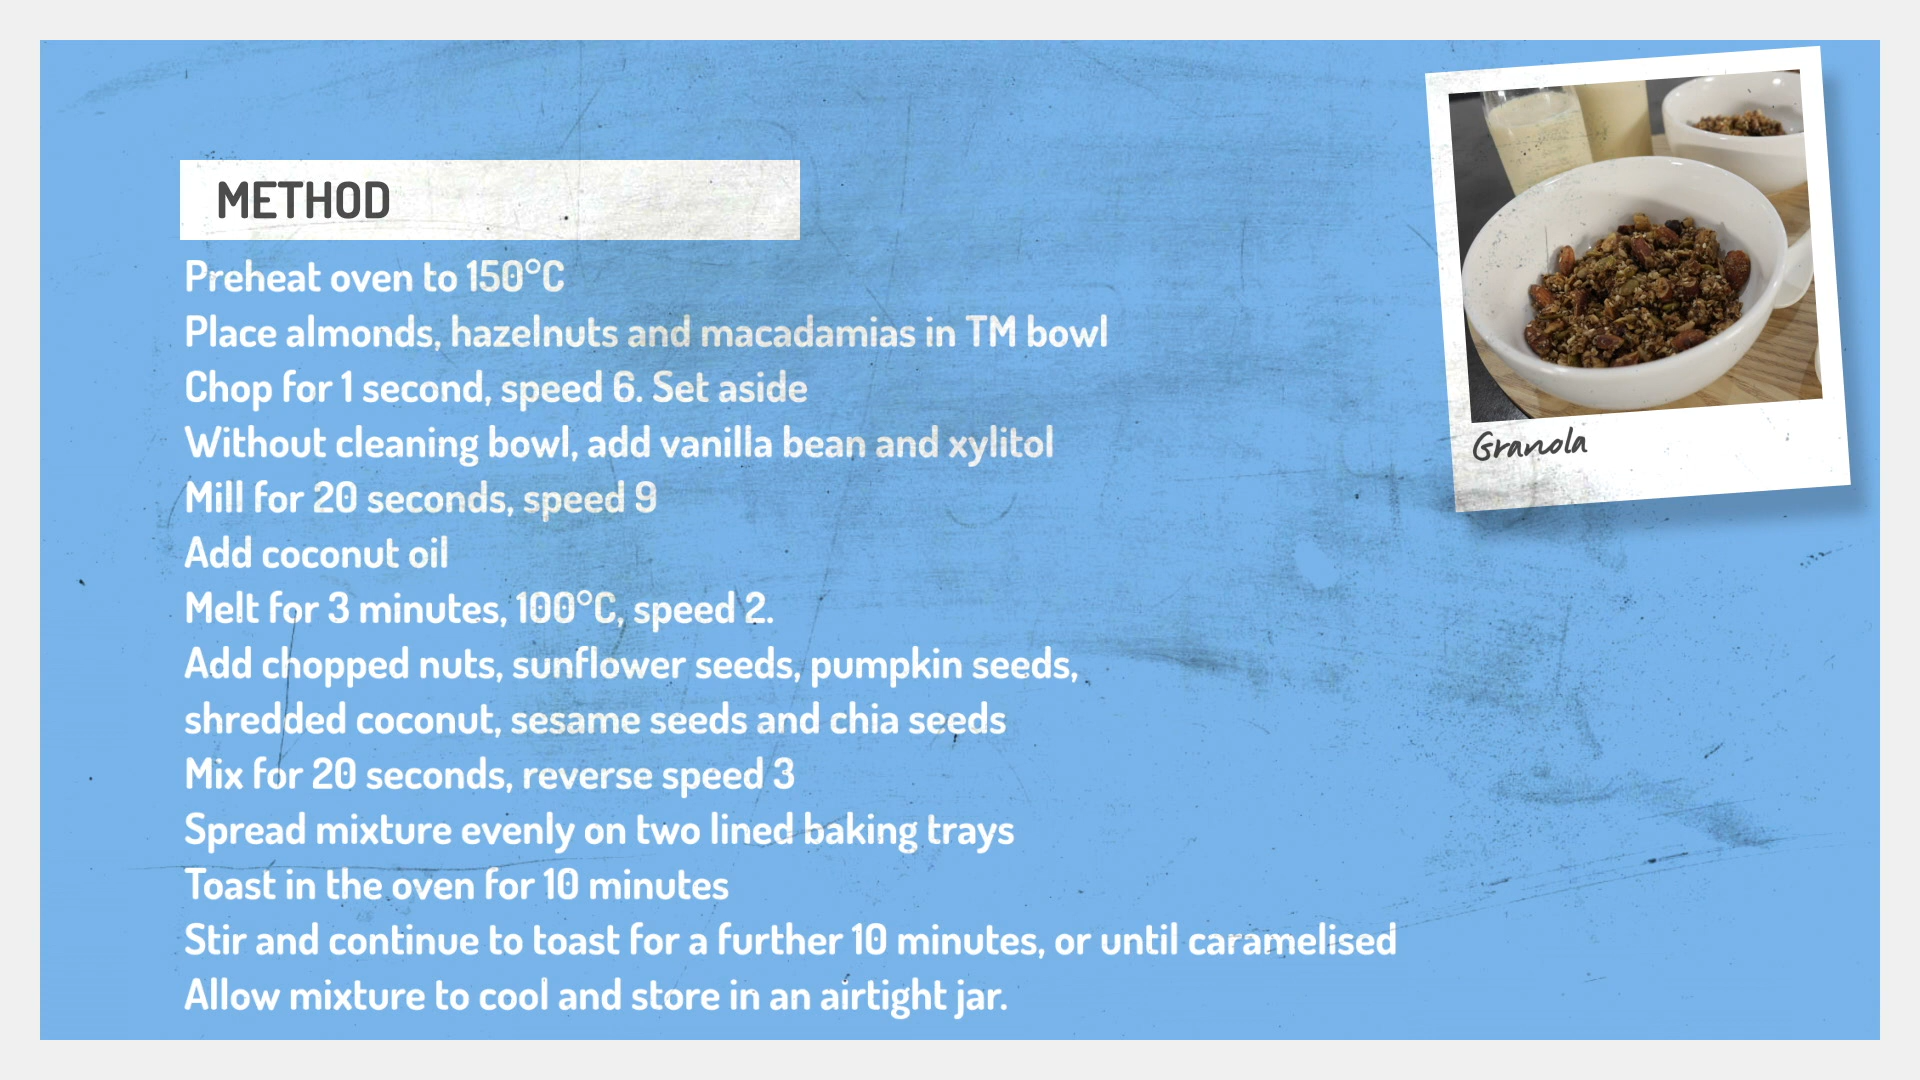 METHOD
Preheat oven to 150°C
Place almonds, hazelnuts and macadamias in TM bowl
Chop for 1 second, speed 6. Set aside
Without cleaning bowl, add vanilla bean and xylitol
Mill for 20 seconds, speed 9
Add coconut oil
Melt for 3 minutes, 100°C, speed 2.
Add chopped nuts, sunflower seeds, pumpkin seeds,
shredded coconut, sesame seeds and chia seeds
Mix for 20 seconds, reverse speed 3
Spread mixture evenly on two lined baking trays
Toast in the oven for 10 minutes
Stir and continue to toast for a further 10 minutes, or until caramelised
Allow mixture to cool and store in an airtight jar.
Granola